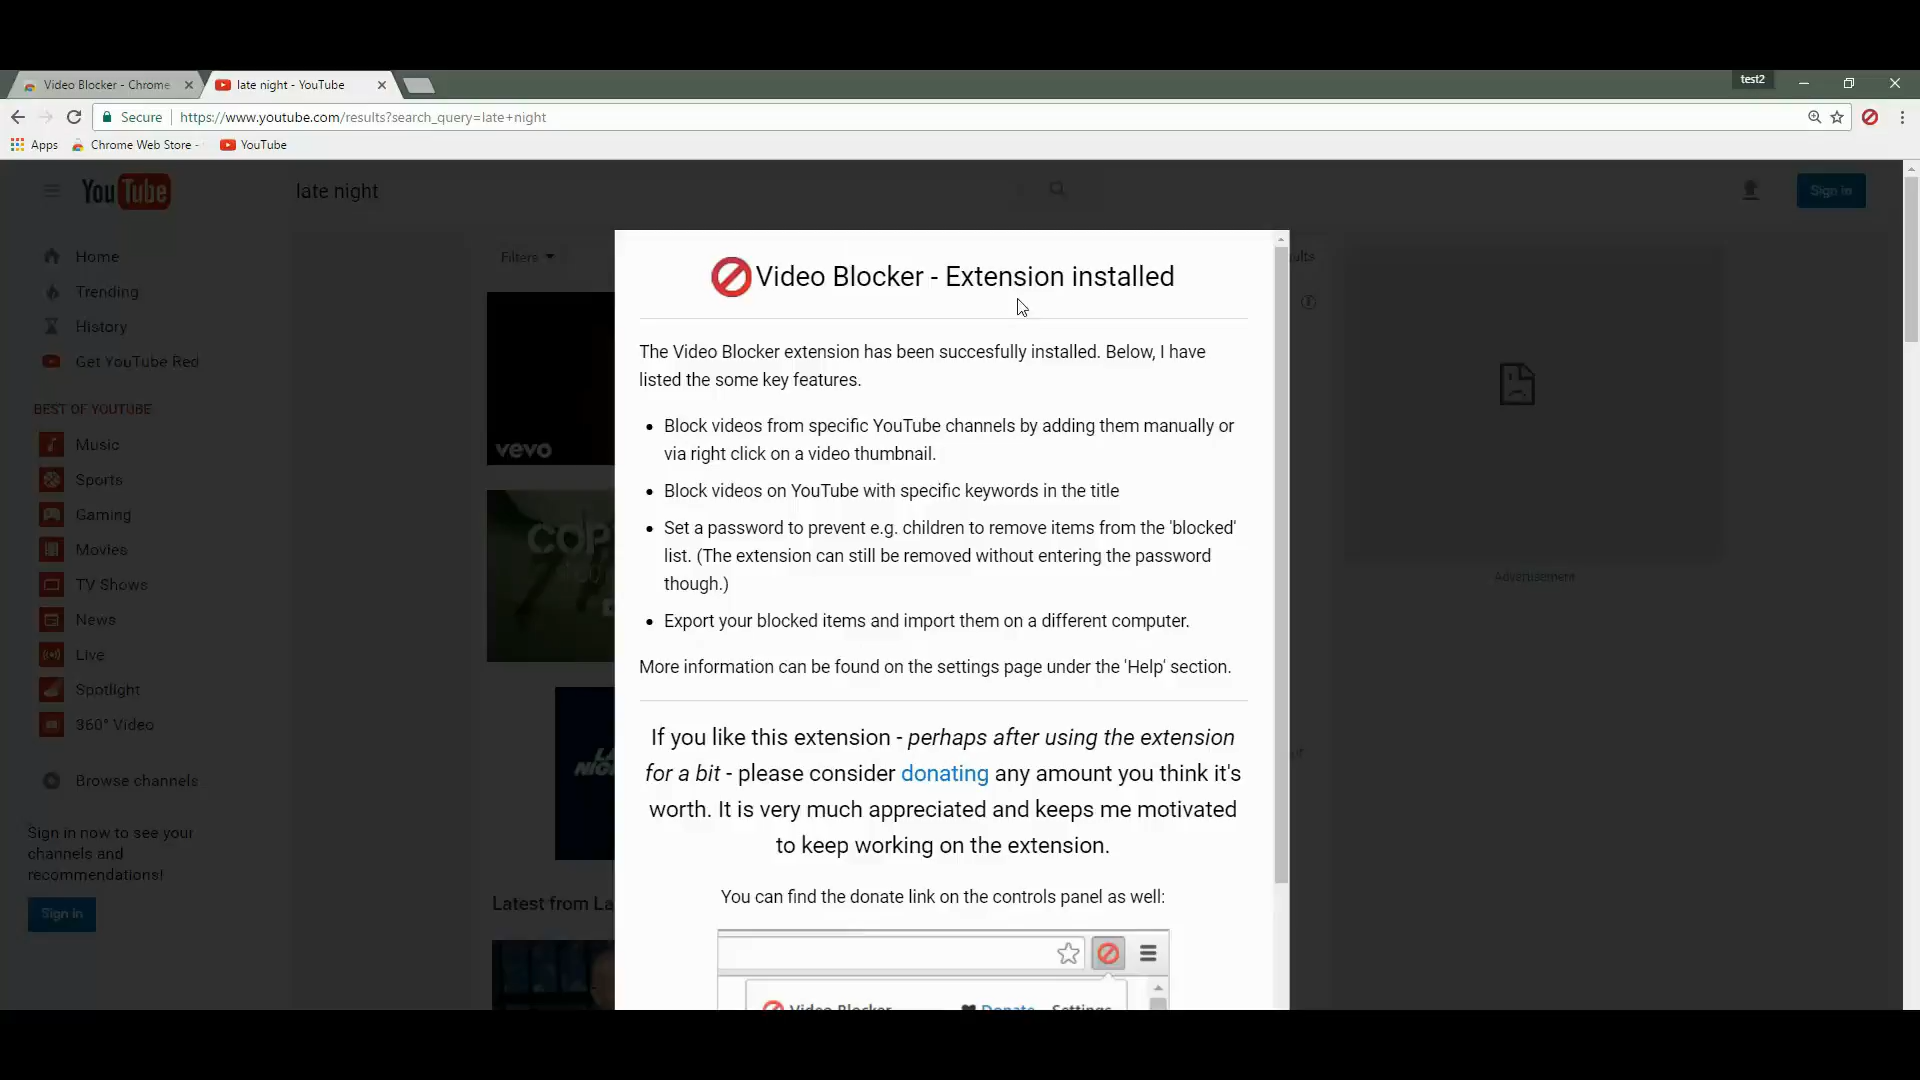 Video Blocker - Chrome
late night - YouTube
test2
Secure
https://www.youtube.com/results?search_query=late+night
Apps
Chrome Web Store -
YouTube
YouTube
late night
Sign in
Home
Trending
History
Get YouTube Red
BEST OF YOUTUBE
Music
Sports
Gaming
Movies
TV Shows
News
Live
Spotlight
360° Video
Browse channels
Sign in now to see your
channels and
recommendations!
Sign in
Filters
vevo
Latest from La
Advertisement
Video Blocker - Extension installed
The Video Blocker extension has been succesfully installed. Below, I have
listed the some key features.
• Block videos from specific YouTube channels by adding them manually or
via right click on a video thumbnail.
• Block videos on YouTube with specific keywords in the title
• Set a password to prevent e.g. children to remove items from the 'blocked'
list. (The extension can still be removed without entering the password
though.)
• Export your blocked items and import them on a different computer.
More information can be found on the settings page under the 'Help' section.
If you like this extension - perhaps after using the extension
for a bit - please consider donating any amount you think it's
worth. It is very much appreciated and keeps me motivated
to keep working on the extension.
You can find the donate link on the controls panel as well:
Video Blocker
Donate
Settings